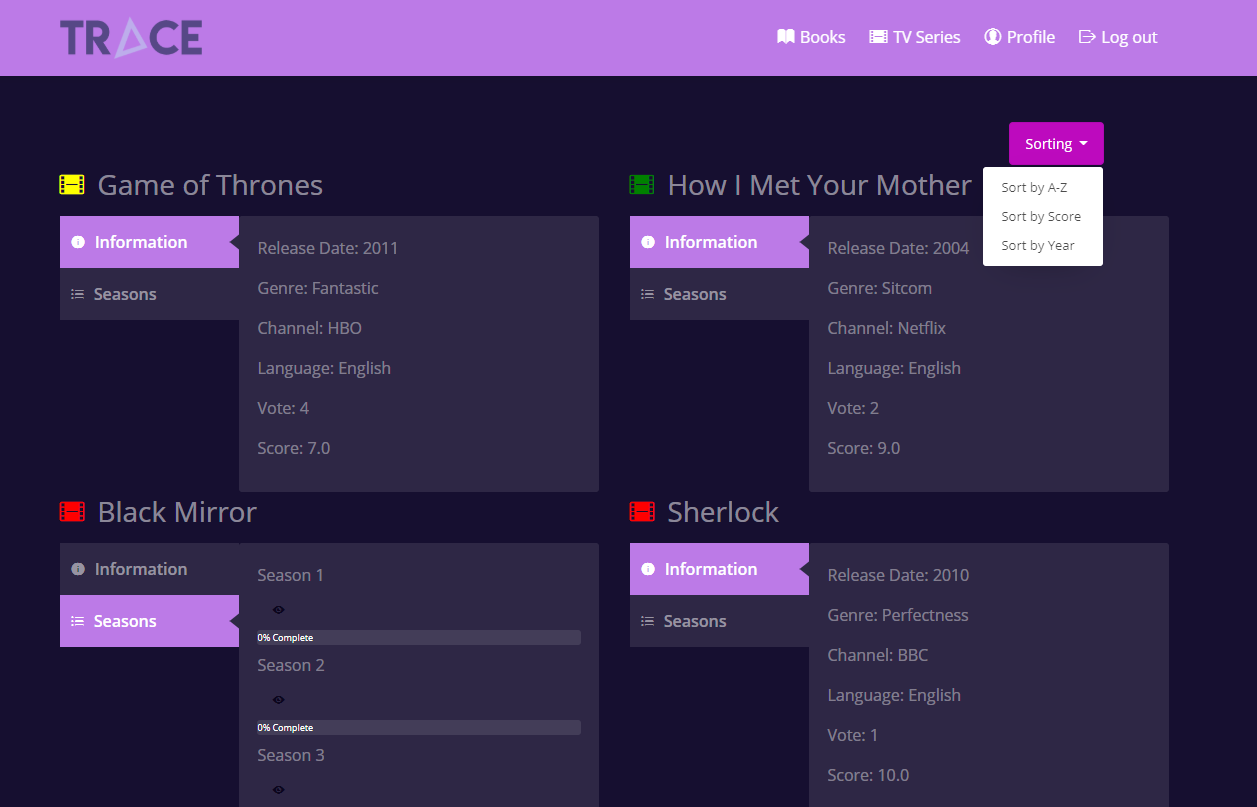 TRACE
Books
TV Series
Profile
Log out
Sorting
Sort by A-Z
Sort by Score
Sort by Year
Game of Thrones
Information
Seasons
Release Date: 2011
Genre: Fantastic
Channel: HBO
Language: English
Vote: 4
Score: 7.0
How I Met Your Mother
Information
Seasons
Release Date: 2004
Genre: Sitcom
Channel: Netflix
Language: English
Vote: 2
Score: 9.0
Black Mirror
Information
Seasons
Season 1
0% Complete
Season 2
0% Complete
Season 3
Sherlock
Information
Seasons
Release Date: 2010
Genre: Perfectness
Channel: BBC
Language: English
Vote: 1
Score: 10.0